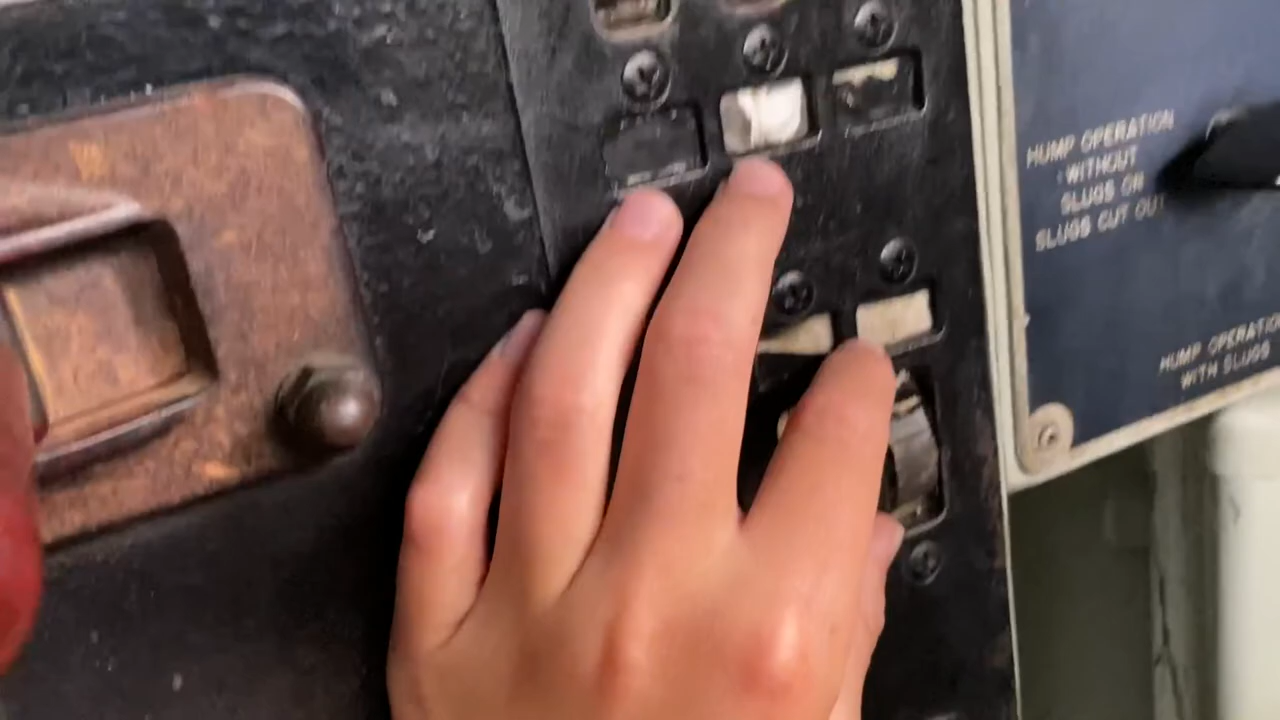 HUMP OPERATION
WITHOUT
SLUGS OR
SLUGS CUT OUT
HUMP OPERATION
WITH SLUGS